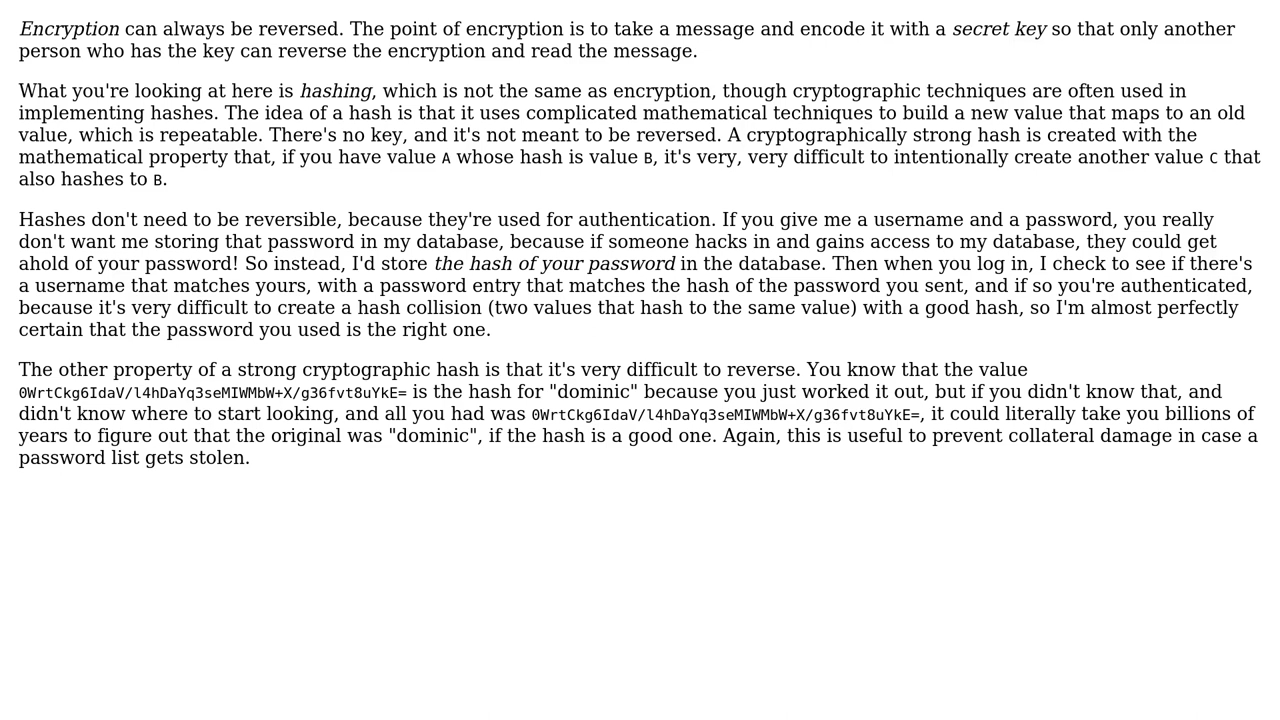 Encryption can always be reversed. The point of encryption is to take a message and encode it with a secret key so that only another
person who has the key can reverse the encryption and read the message.
What you're looking at here is hashing, which is not the same as encryption, though cryptographic techniques are often used in
implementing hashes. The idea of a hash is that it uses complicated mathematical techniques to build a new value that maps to an old
value, which is repeatable. There's no key, and it's not meant to be reversed. A cryptographically strong hash is created with the
mathematical property that, if you have value A whose hash is value B, it's very, very difficult to intentionally create another value C that
also hashes to B.
Hashes don't need to be reversible, because they're used for authentication. If you give me a username and a password, you really
don't want me storing that password in my database, because if someone hacks in and gains access to my database, they could get
ahold of your password! So instead, I'd store the hash of your password in the database. Then when you log in, I check to see if there's
a username that matches yours, with a password entry that matches the hash of the password you sent, and if so you're authenticated,
because it's very difficult to create a hash collision (two values that hash to the same value) with a good hash, so I'm almost perfectly
certain that the password you used is the right one.
The other property of a strong cryptographic hash is that it's very difficult to reverse. You know that the value
0WrtCkg6IdaV/l4hDaYq3seMIWMbW+X/g36fvt8uYkE= is the hash for "dominic" because you just worked it out, but if you didn't know that, and
didn't know where to start looking, and all you had was 0WrtCkg6IdaV/l4hDaYq3seMIWMbW+X/g36fvt8uYkE=, it could literally take you billions of
years to figure out that the original was "dominic", if the hash is a good one. Again, this is useful to prevent collateral damage in case a
password list gets stolen.